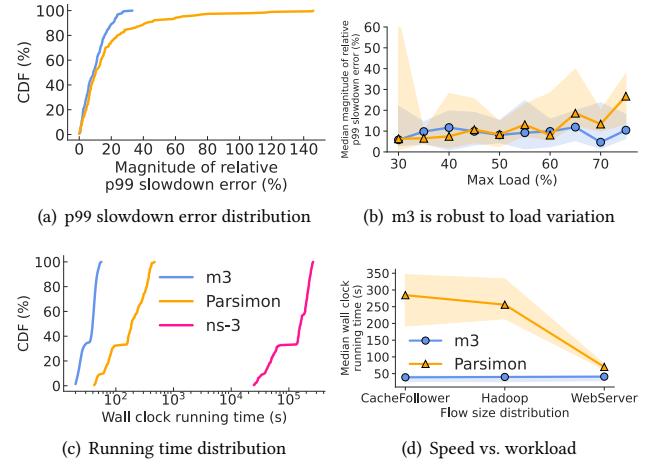 100
80
60
40
20
0
CDF (%)
0 20 40 60 80 100 120 140
Magnitude of relative
p99 slowdown error (%)
(a) p99 slowdown error distribution
60
50
40
30
20
10
0
Median magnitude of relative
p99 slowdown error (%)
30 40 50 60 70
Max Load (%)
(b) m3 is robust to load variation
100
80
60
40
20
0
CDF (%)
m3
Parsimon
ns-3
10² 10³ 10⁴ 10⁵
Wall clock running time (s)
(c) Running time distribution
350
300
250
200
150
100
50
Median wall clock
running time (s)
m3
Parsimon
CacheFollower Hadoop WebServer
Flow size distribution
(d) Speed vs. workload